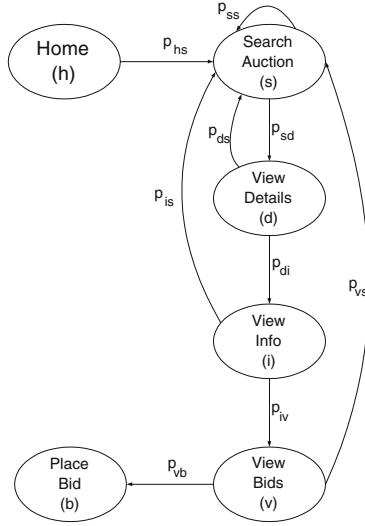 p_ss
Home
(h)
p_hs
Search
Auction
(s)
p_ds
p_sd
p_is
View
Details
(d)
p_di
p_vs
View
Info
(i)
p_iv
Place
Bid
(b)
p_vb
View
Bids
(v)